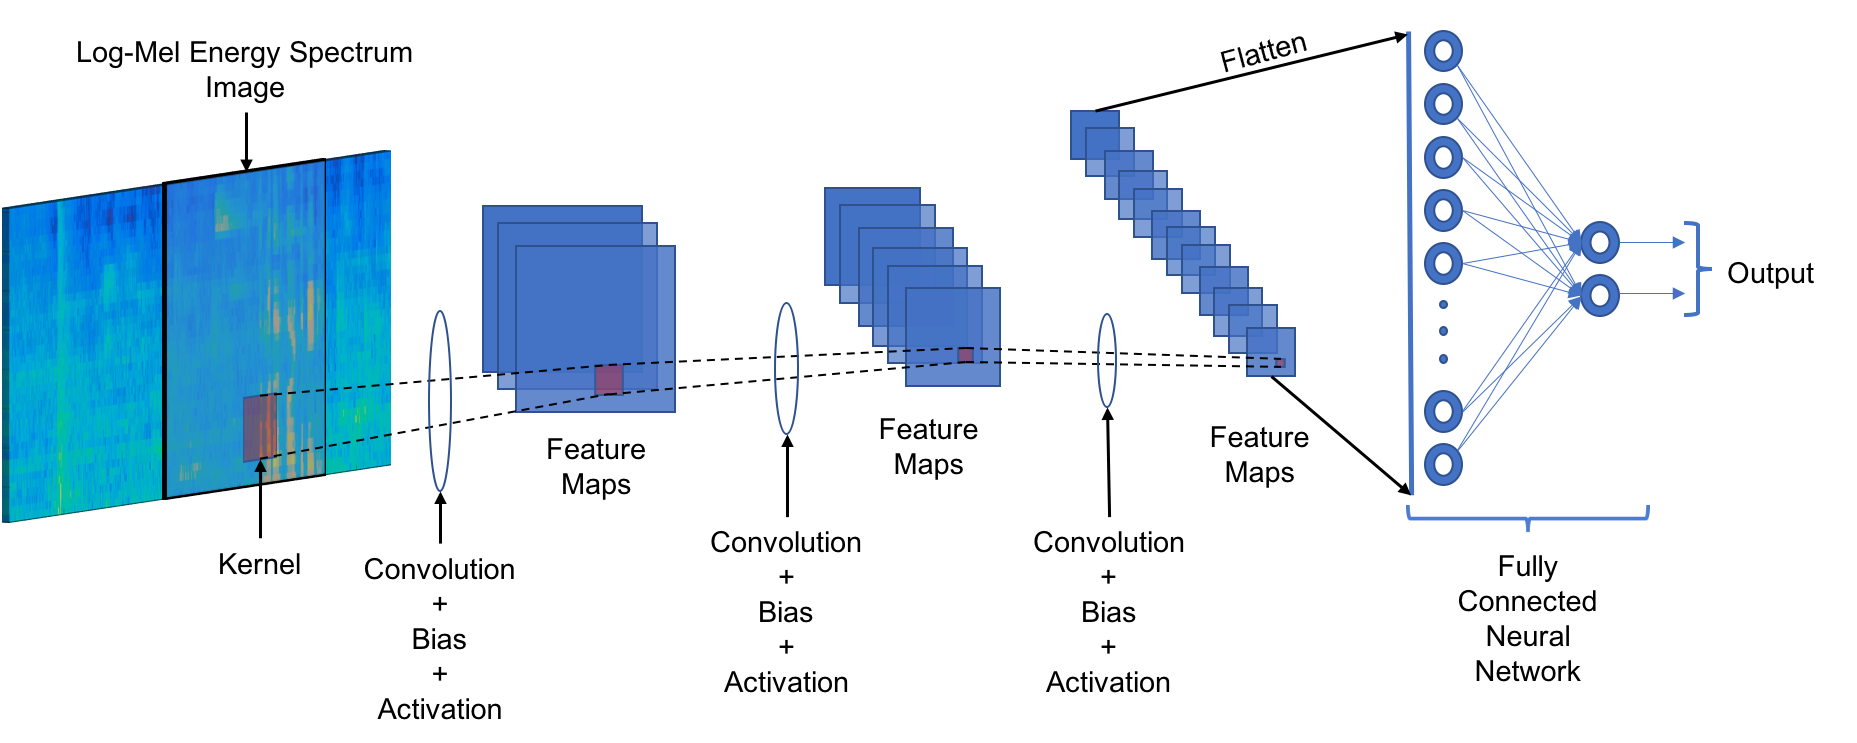 Log-Mel Energy Spectrum
Image
Kernel
Convolution
+
Bias
+
Activation
Feature
Maps
Convolution
+
Bias
+
Activation
Feature
Maps
Convolution
+
Bias
+
Activation
Feature
Maps
Flatten
Fully
Connected
Neural
Network
Output